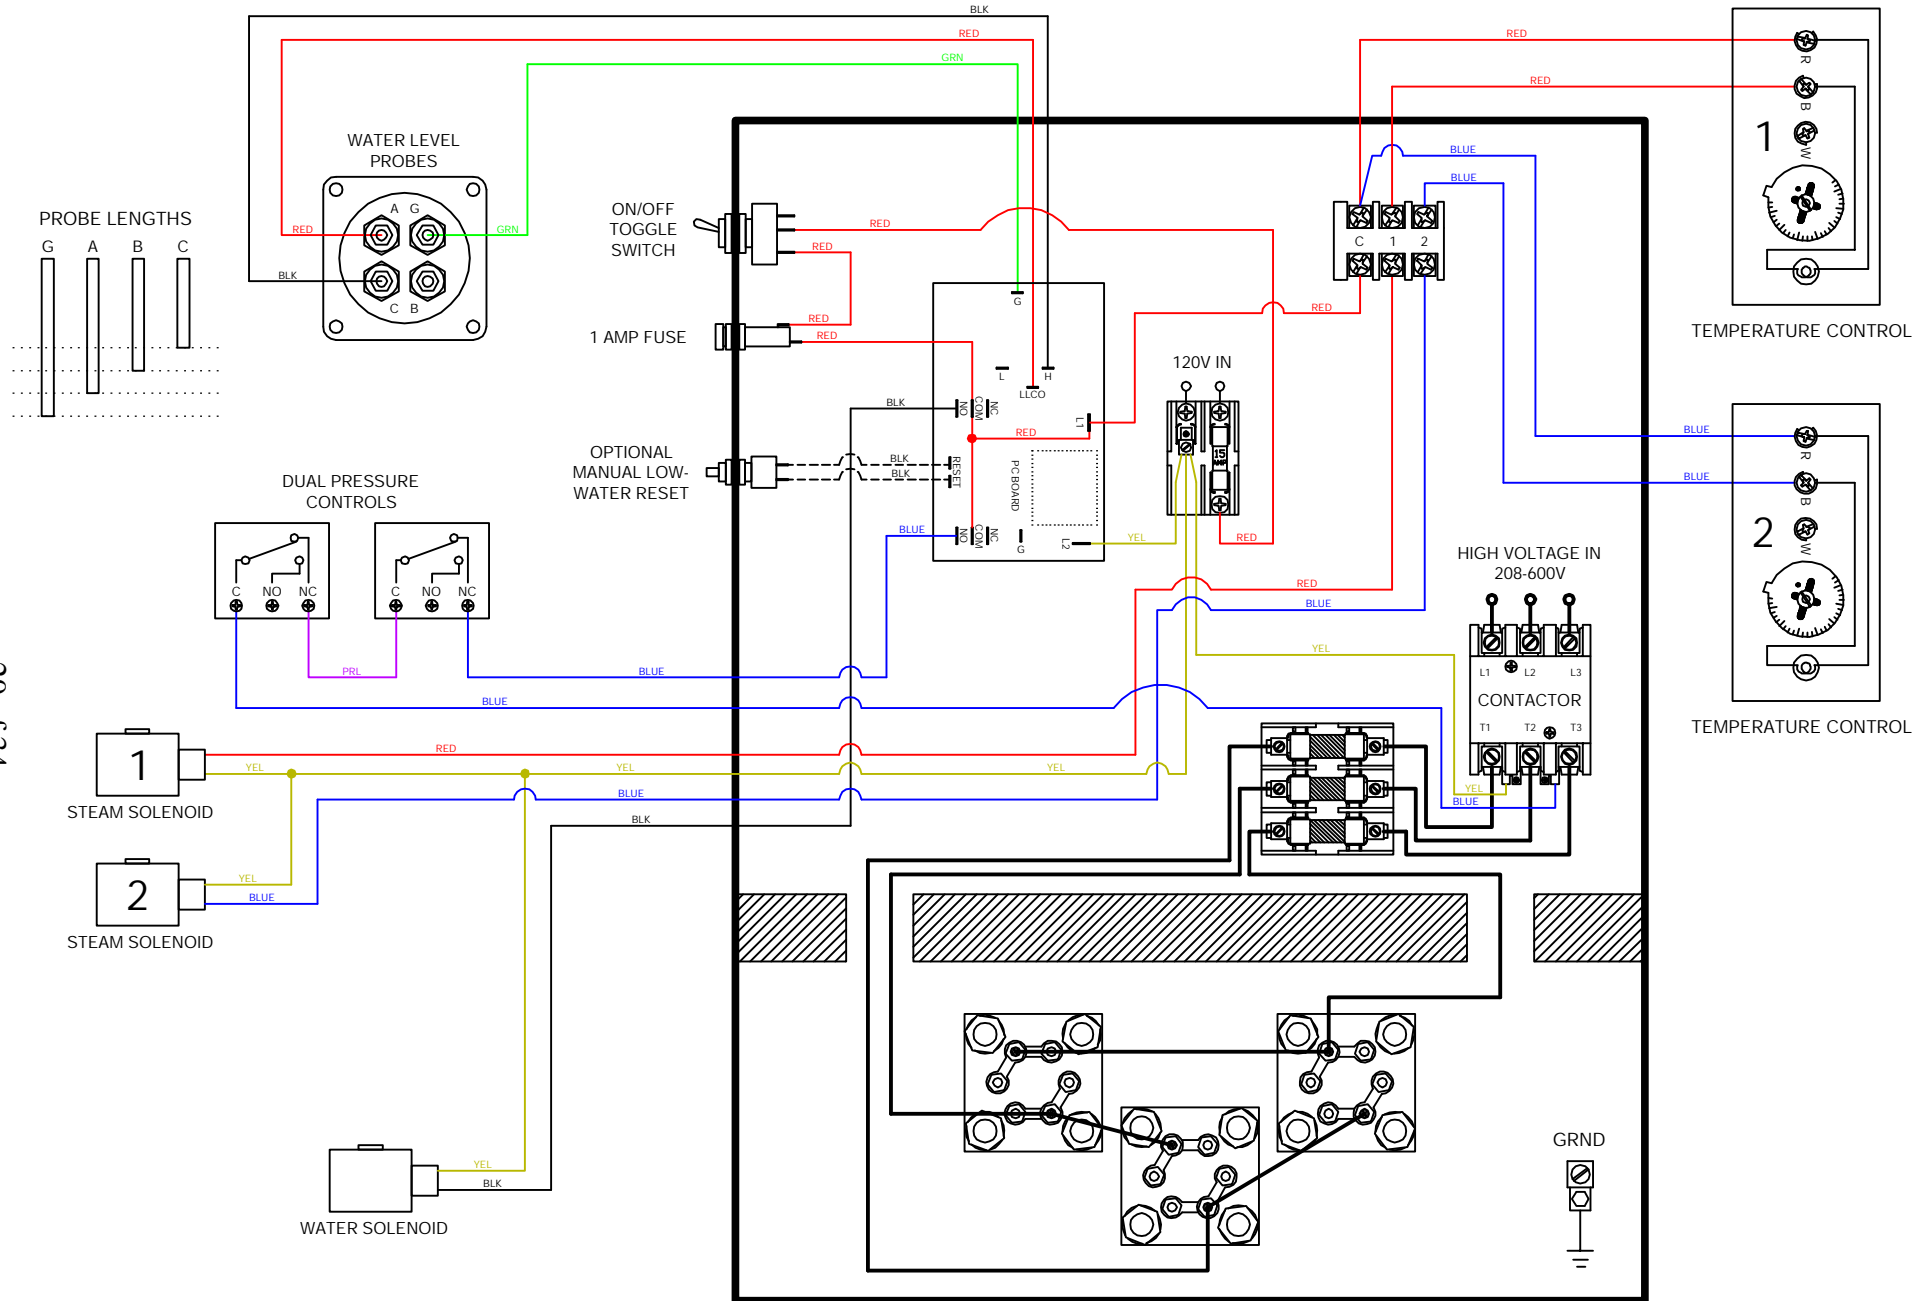 BLK
RED
GRN
RED
RED
WATER LEVEL
PROBES
A G
C B
RED
GRN
BLK
PROBE LENGTHS
G A B C
ON/OFF
TOGGLE
SWITCH
RED
RED
1 AMP FUSE
RED
RED
OPTIONAL
MANUAL LOW-
WATER RESET
BLK
BLK
BLK
G
L
H
LLCO
NO
COM
NC
RED
L1
RESET
PC BOARD
NO
COM
NC
G
L2
BLUE
YEL
120V IN
15
AMP
RED
RED
C 1 2
BLUE
BLUE
R
B
W
1
TEMPERATURE CONTROL
BLUE
BLUE
R
B
W
2
TEMPERATURE CONTROL
DUAL PRESSURE
CONTROLS
C NO NC
C NO NC
PRL
BLUE
BLUE
RED
BLUE
YEL
HIGH VOLTAGE IN
208-600V
L1 L2 L3
CONTACTOR
T1 T2 T3
YEL
BLUE
1
STEAM SOLENOID
RED
YEL
YEL
YEL
BLUE
BLK
2
STEAM SOLENOID
YEL
BLUE
YEL
BLK
WATER SOLENOID
GRND